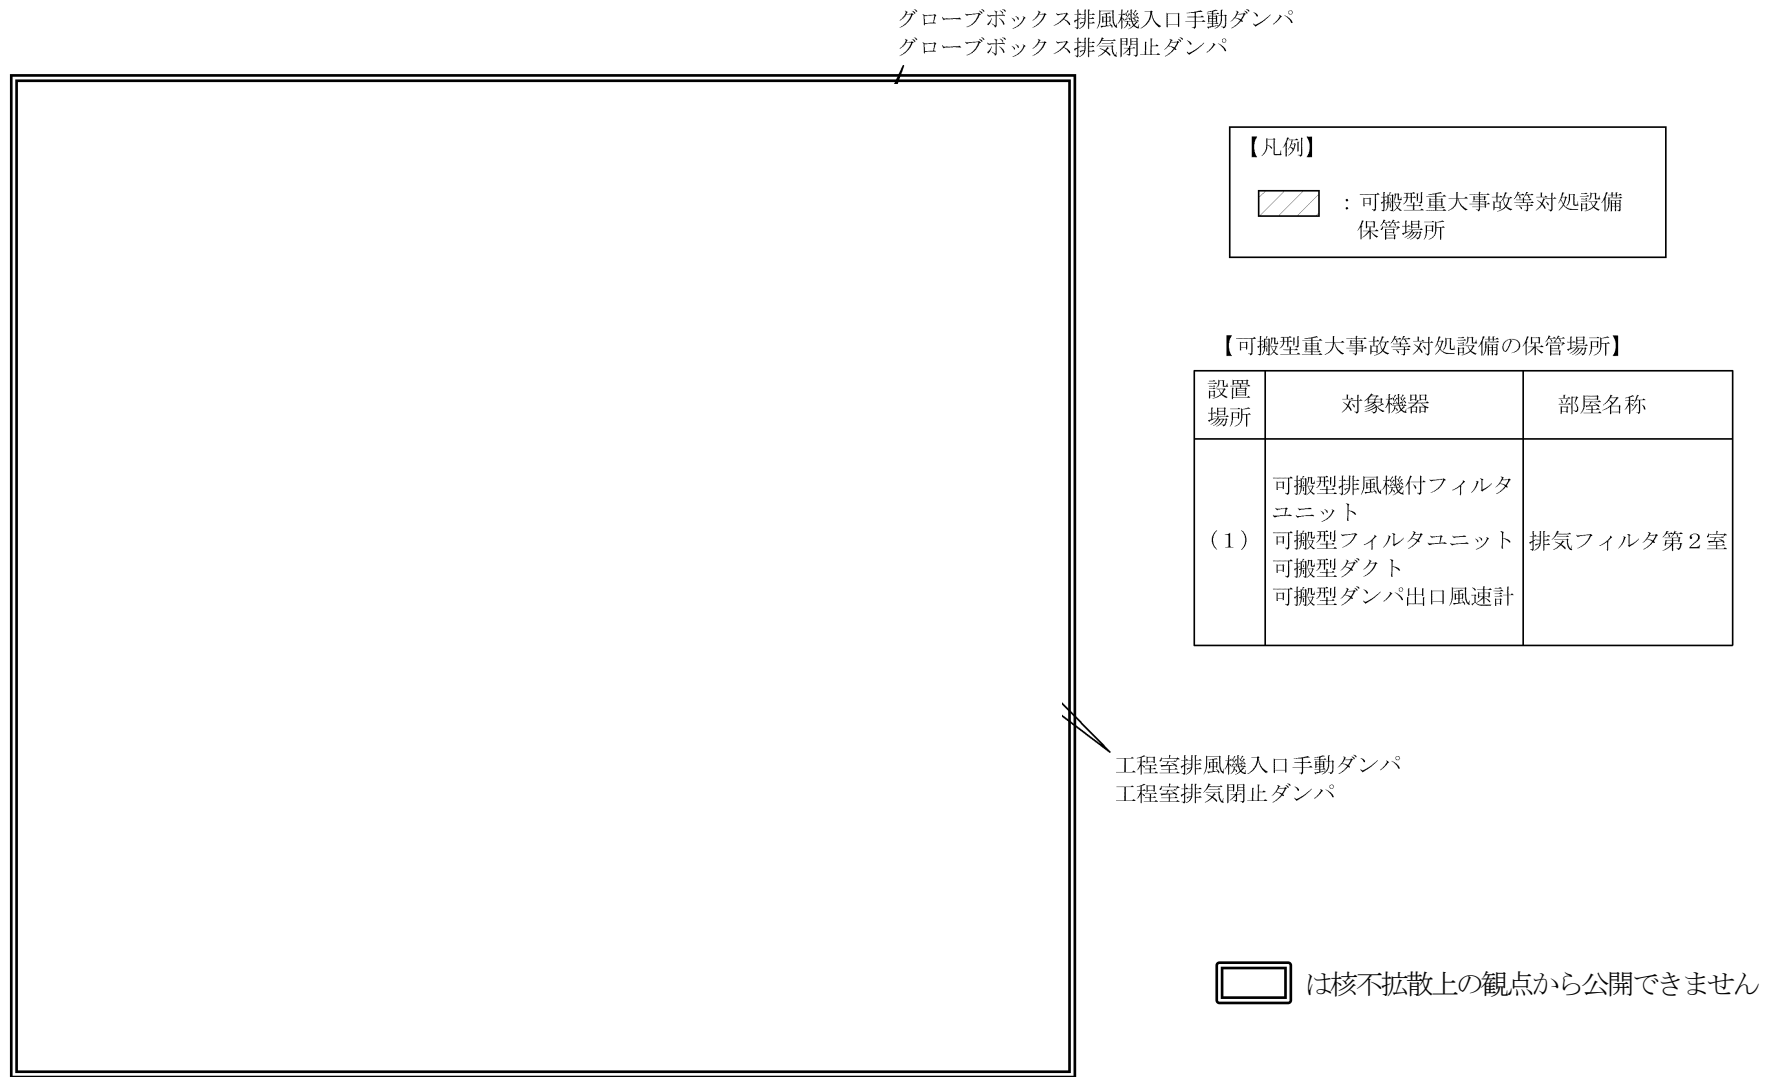 グローブボックス排風機入口手動ダンパ
グローブボックス排気閉止ダンパ
【凡例】
：可搬型重大事故等対処設備
保管場所
【可搬型重大事故等対処設備の保管場所】
設置
場所
対象機器
部屋名称
（１）
可搬型排風機付フィルタ
ユニット
可搬型フィルタユニット
可搬型ダクト
可搬型ダンパ出口風速計
排気フィルタ第２室
工程室排風機入口手動ダンパ
工程室排気閉止ダンパ
は核不拡散上の観点から公開できません